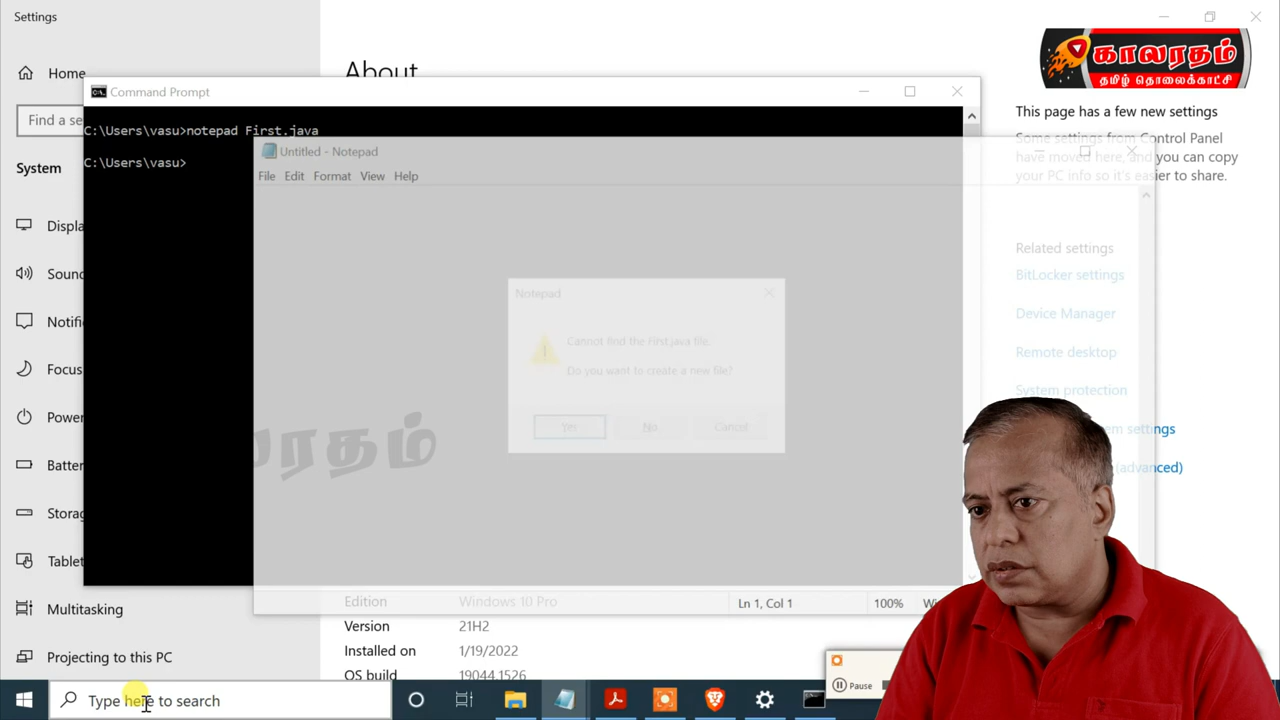 Settings
காலரதம்
தமிழ் தொலைக்காட்சி
Home
About
Command Prompt
Find a se
C:\Users\vasu>notepad First.java
C:\Users\vasu>
Untitled - Notepad
File Edit Format View Help
This page has a few new settings
Some settings from Control Panel
have moved here, and you can copy
your PC info so it's easier to share.
System
Displa
Sound
Notifi
Focus
Power
Batter
Storag
Tablet
Multitasking
Projecting to this PC
Notepad
Cannot find the First.java file.
Do you want to create a new file?
Yes No Cancel
லரதம்
Related settings
BitLocker settings
Device Manager
Remote desktop
System protection
em settings
(advanced)
Edition Windows 10 Pro
Version 21H2
Installed on 1/19/2022
OS build 19044.1526
Ln 1, Col 1 100% Wi
Pause
Type here to search